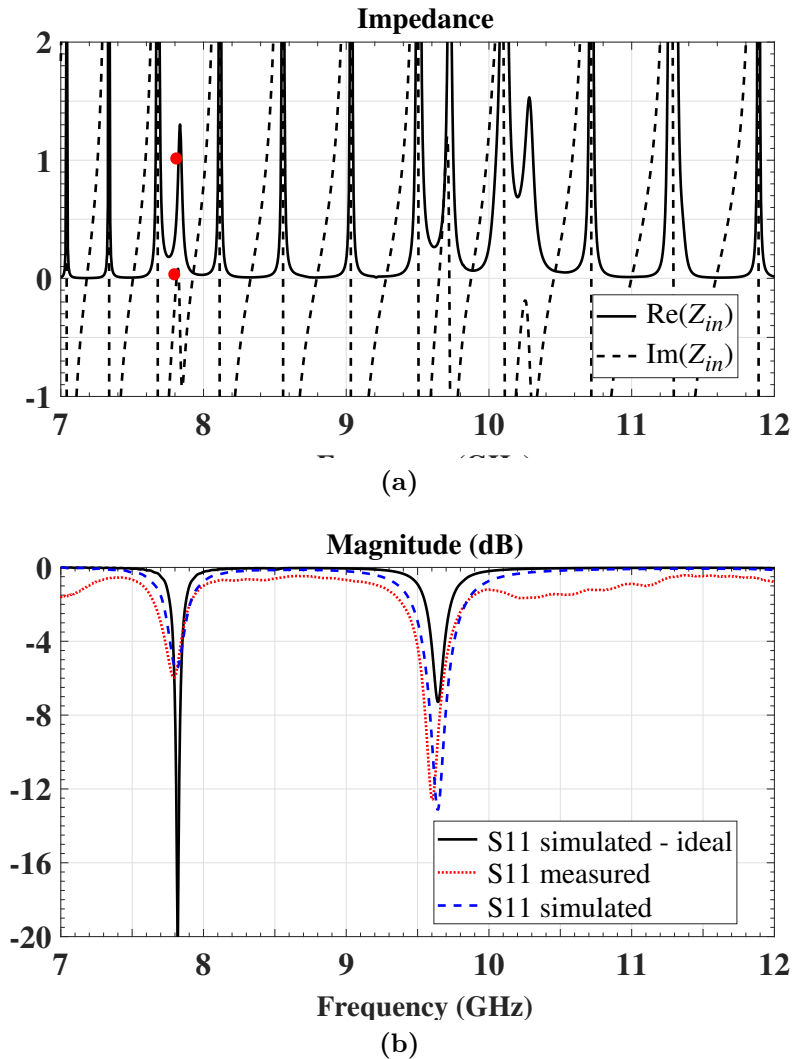 Impedance
2
1
0
-1
Re(Z_in)
Im(Z_in)
7 8 9 10 11 12
Frequency (GHz)
(a)
Magnitude (dB)
0
-4
-8
-12
-16
-20
S11 simulated - ideal
S11 measured
S11 simulated
7 8 9 10 11 12
Frequency (GHz)
(b)